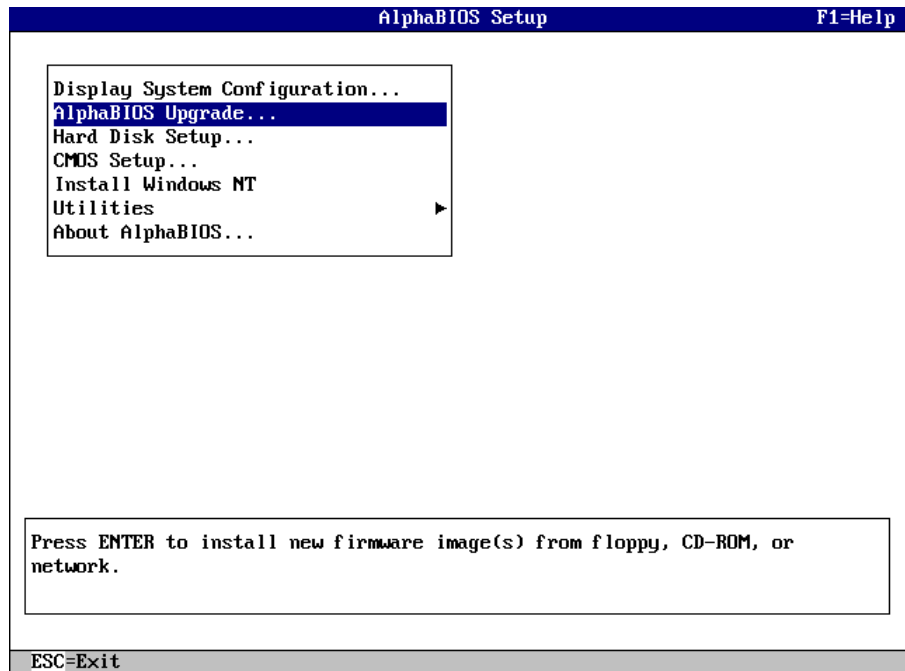 AlphaBIOS Setup F1=Help
Display System Configuration...
AlphaBIOS Upgrade...
Hard Disk Setup...
CMOS Setup...
Install Windows NT
Utilities
About AlphaBIOS...
Press ENTER to install new firmware image(s) from floppy, CD-ROM, or
network.
ESC=Exit